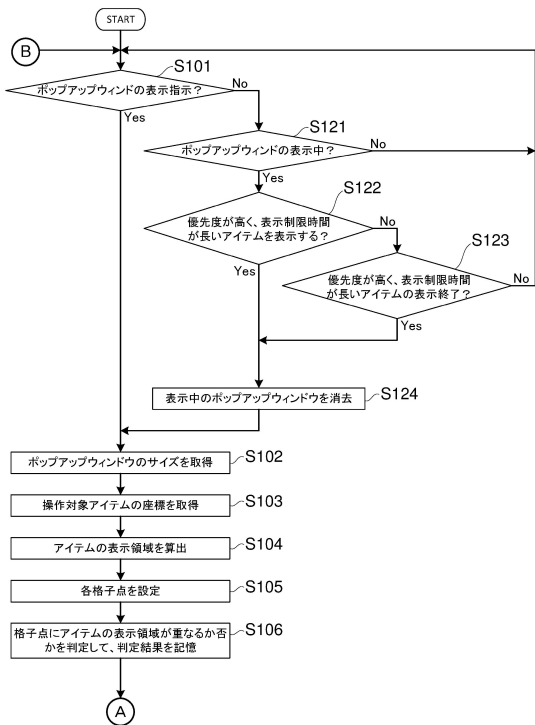 START
B
S101
ポップアップウィンドの表示指示？
No
Yes
S121
ポップアップウィンドの表示中？
No
Yes
S122
優先度が高く、表示制限時間
が長いアイテムを表示する？
No
Yes
S123
優先度が高く、表示制限時間
が長いアイテムの表示終了？
No
Yes
表示中のポップアップウィンドウを消去
S124
ポップアップウィンドウのサイズを取得
S102
操作対象アイテムの座標を取得
S103
アイテムの表示領域を算出
S104
各格子点を設定
S105
格子点にアイテムの表示領域が重なるか否
かを判定して、判定結果を記憶
S106
A